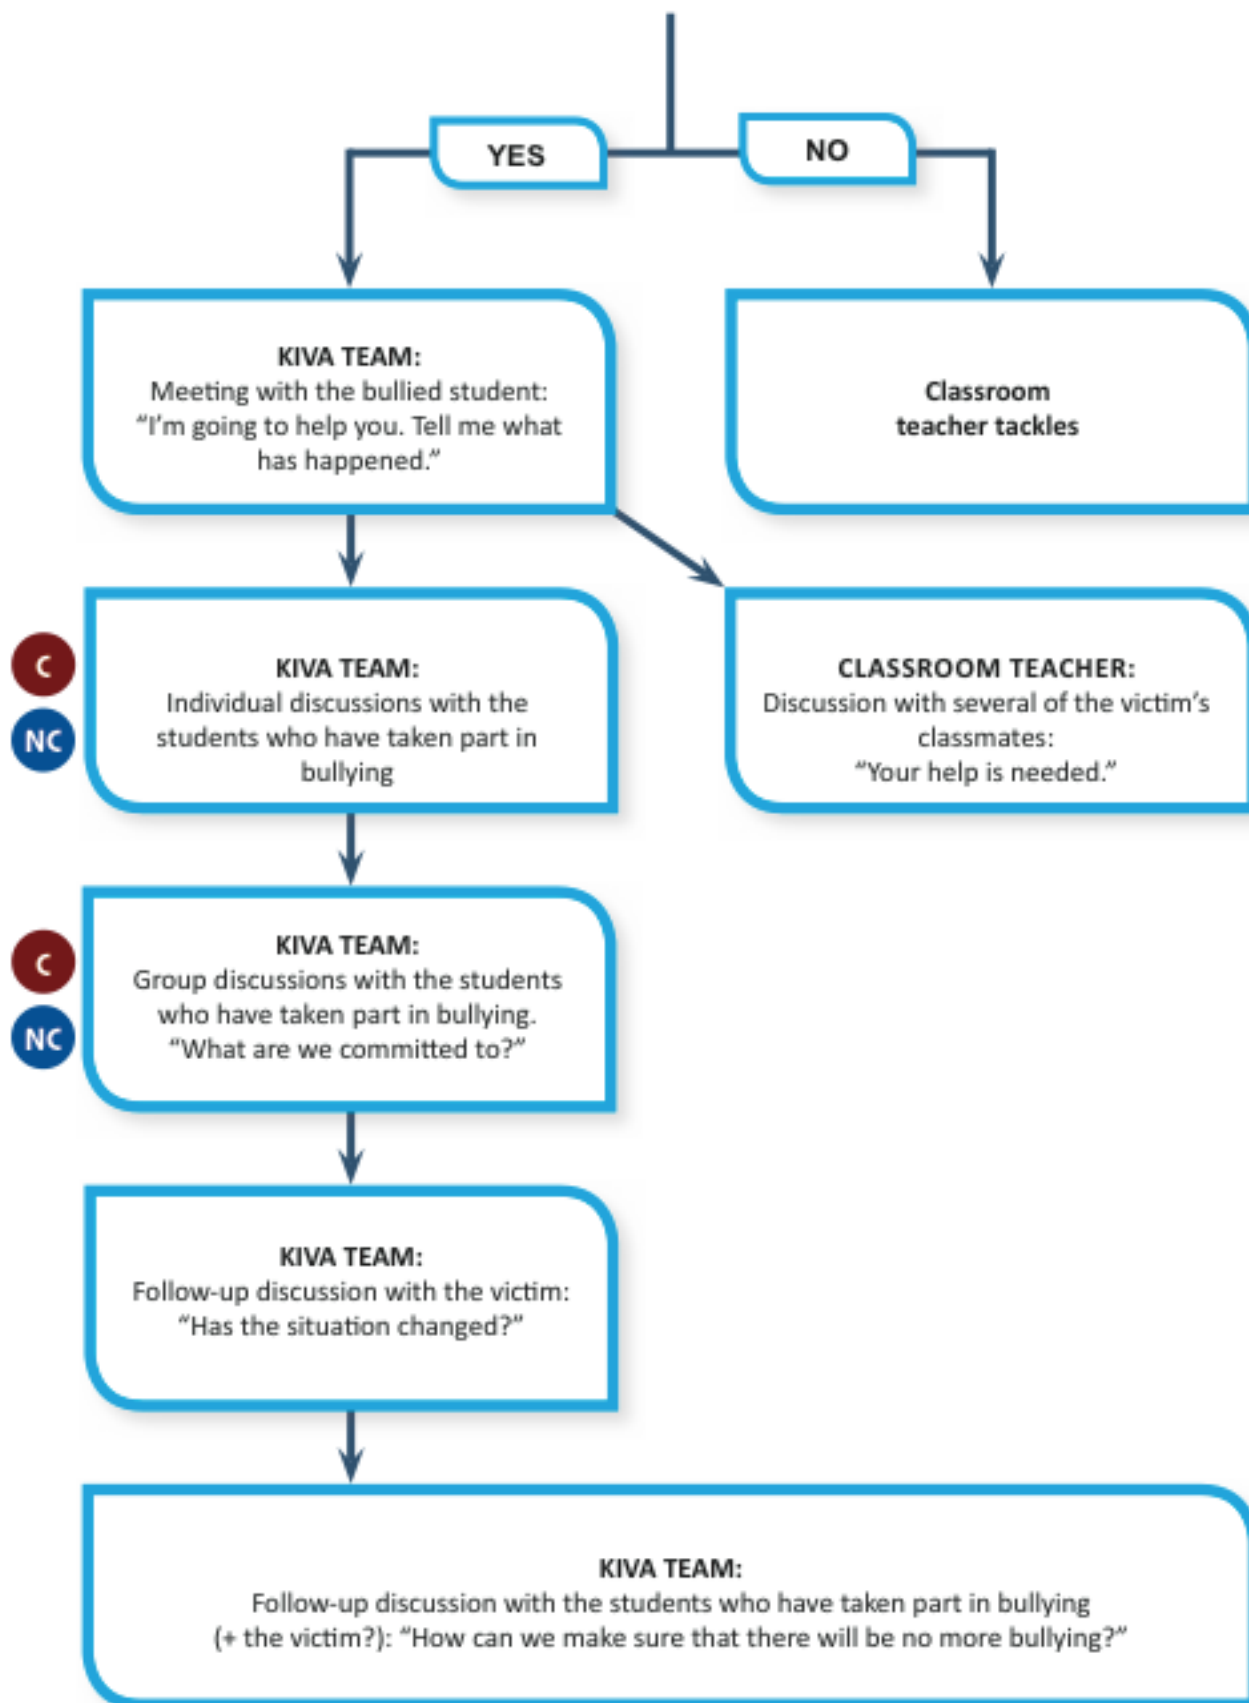 YES
NO
KIVA TEAM:
Meeting with the bullied student:
“I’m going to help you. Tell me what
has happened.”
Classroom
teacher tackles
C
NC
KIVA TEAM:
Individual discussions with the
students who have taken part in
bullying
CLASSROOM TEACHER:
Discussion with several of the victim’s
classmates:
“Your help is needed.”
C
NC
KIVA TEAM:
Group discussions with the students
who have taken part in bullying.
“What are we committed to?”
KIVA TEAM:
Follow-up discussion with the victim:
“Has the situation changed?”
KIVA TEAM:
Follow-up discussion with the students who have taken part in bullying
(+ the victim?): “How can we make sure that there will be no more bullying?”